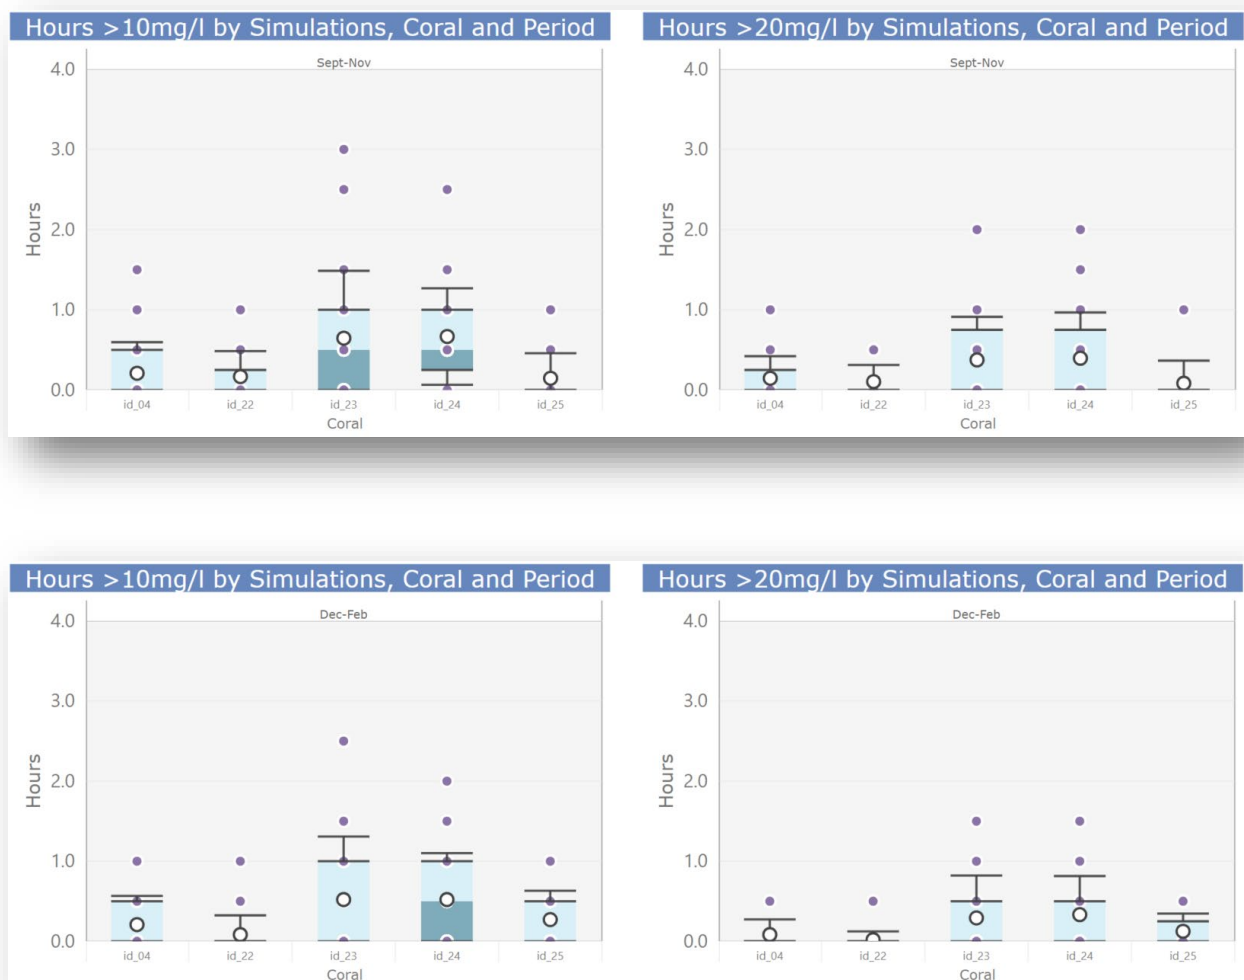 Hours >10mg/l by Simulations, Coral and Period
Sept-Nov
4.0
3.0
2.0
1.0
0.0
Hours
id_04 id_22 id_23 id_24 id_25
Coral
Hours >20mg/l by Simulations, Coral and Period
Sept-Nov
4.0
3.0
2.0
1.0
0.0
Hours
id_04 id_22 id_23 id_24 id_25
Coral
Hours >10mg/l by Simulations, Coral and Period
Dec-Feb
4.0
3.0
2.0
1.0
0.0
Hours
id_04 id_22 id_23 id_24 id_25
Coral
Hours >20mg/l by Simulations, Coral and Period
Dec-Feb
4.0
3.0
2.0
1.0
0.0
Hours
id_04 id_22 id_23 id_24 id_25
Coral